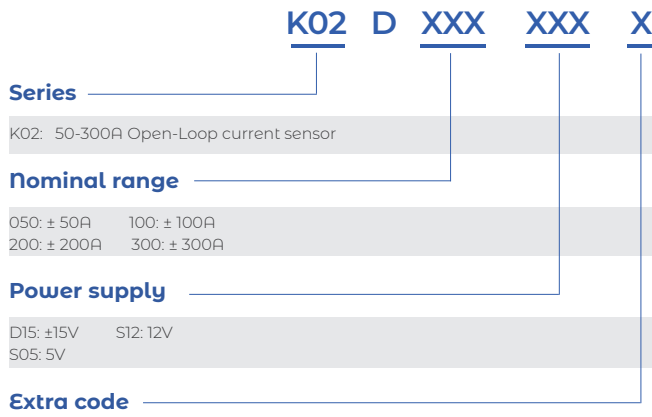 K02 D XXX XXX X
Series
K02: 50-300A Open-Loop current sensor
Nominal range
050: ± 50A 100: ± 100A
200: ± 200A 300: ± 300A
Power supply
D15: ±15V S12: 12V
S05: 5V
Extra code